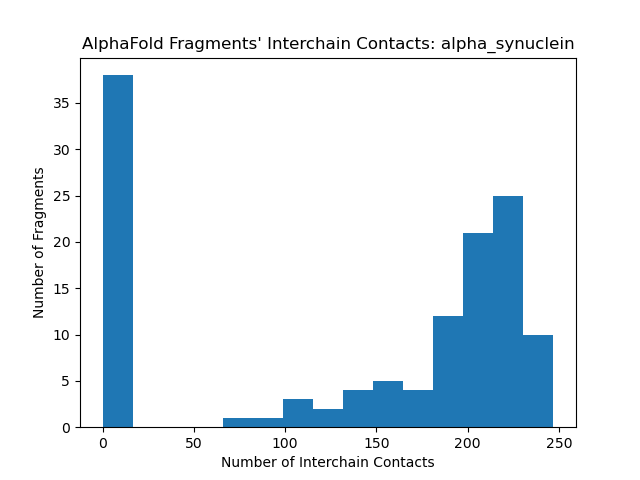 AlphaFold Fragments' Interchain Contacts: alpha_synuclein
Number of Fragments
35
30
25
20
15
10
5
0
0 50 100 150 200 250
Number of Interchain Contacts